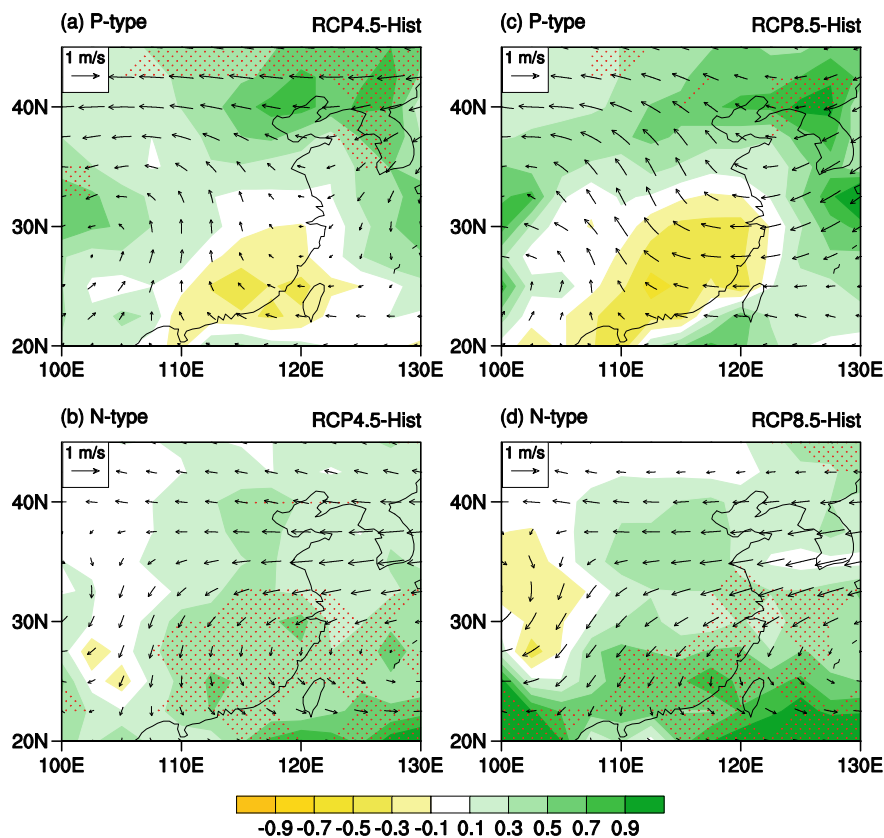 (a) P-type RCP4.5-Hist
1 m/s
40N
30N
20N
100E 110E 120E 130E
(c) P-type RCP8.5-Hist
1 m/s
40N
30N
20N
100E 110E 120E 130E
(b) N-type RCP4.5-Hist
1 m/s
40N
30N
20N
100E 110E 120E 130E
(d) N-type RCP8.5-Hist
1 m/s
40N
30N
20N
100E 110E 120E 130E
-0.9 -0.7 -0.5 -0.3 -0.1 0.1 0.3 0.5 0.7 0.9